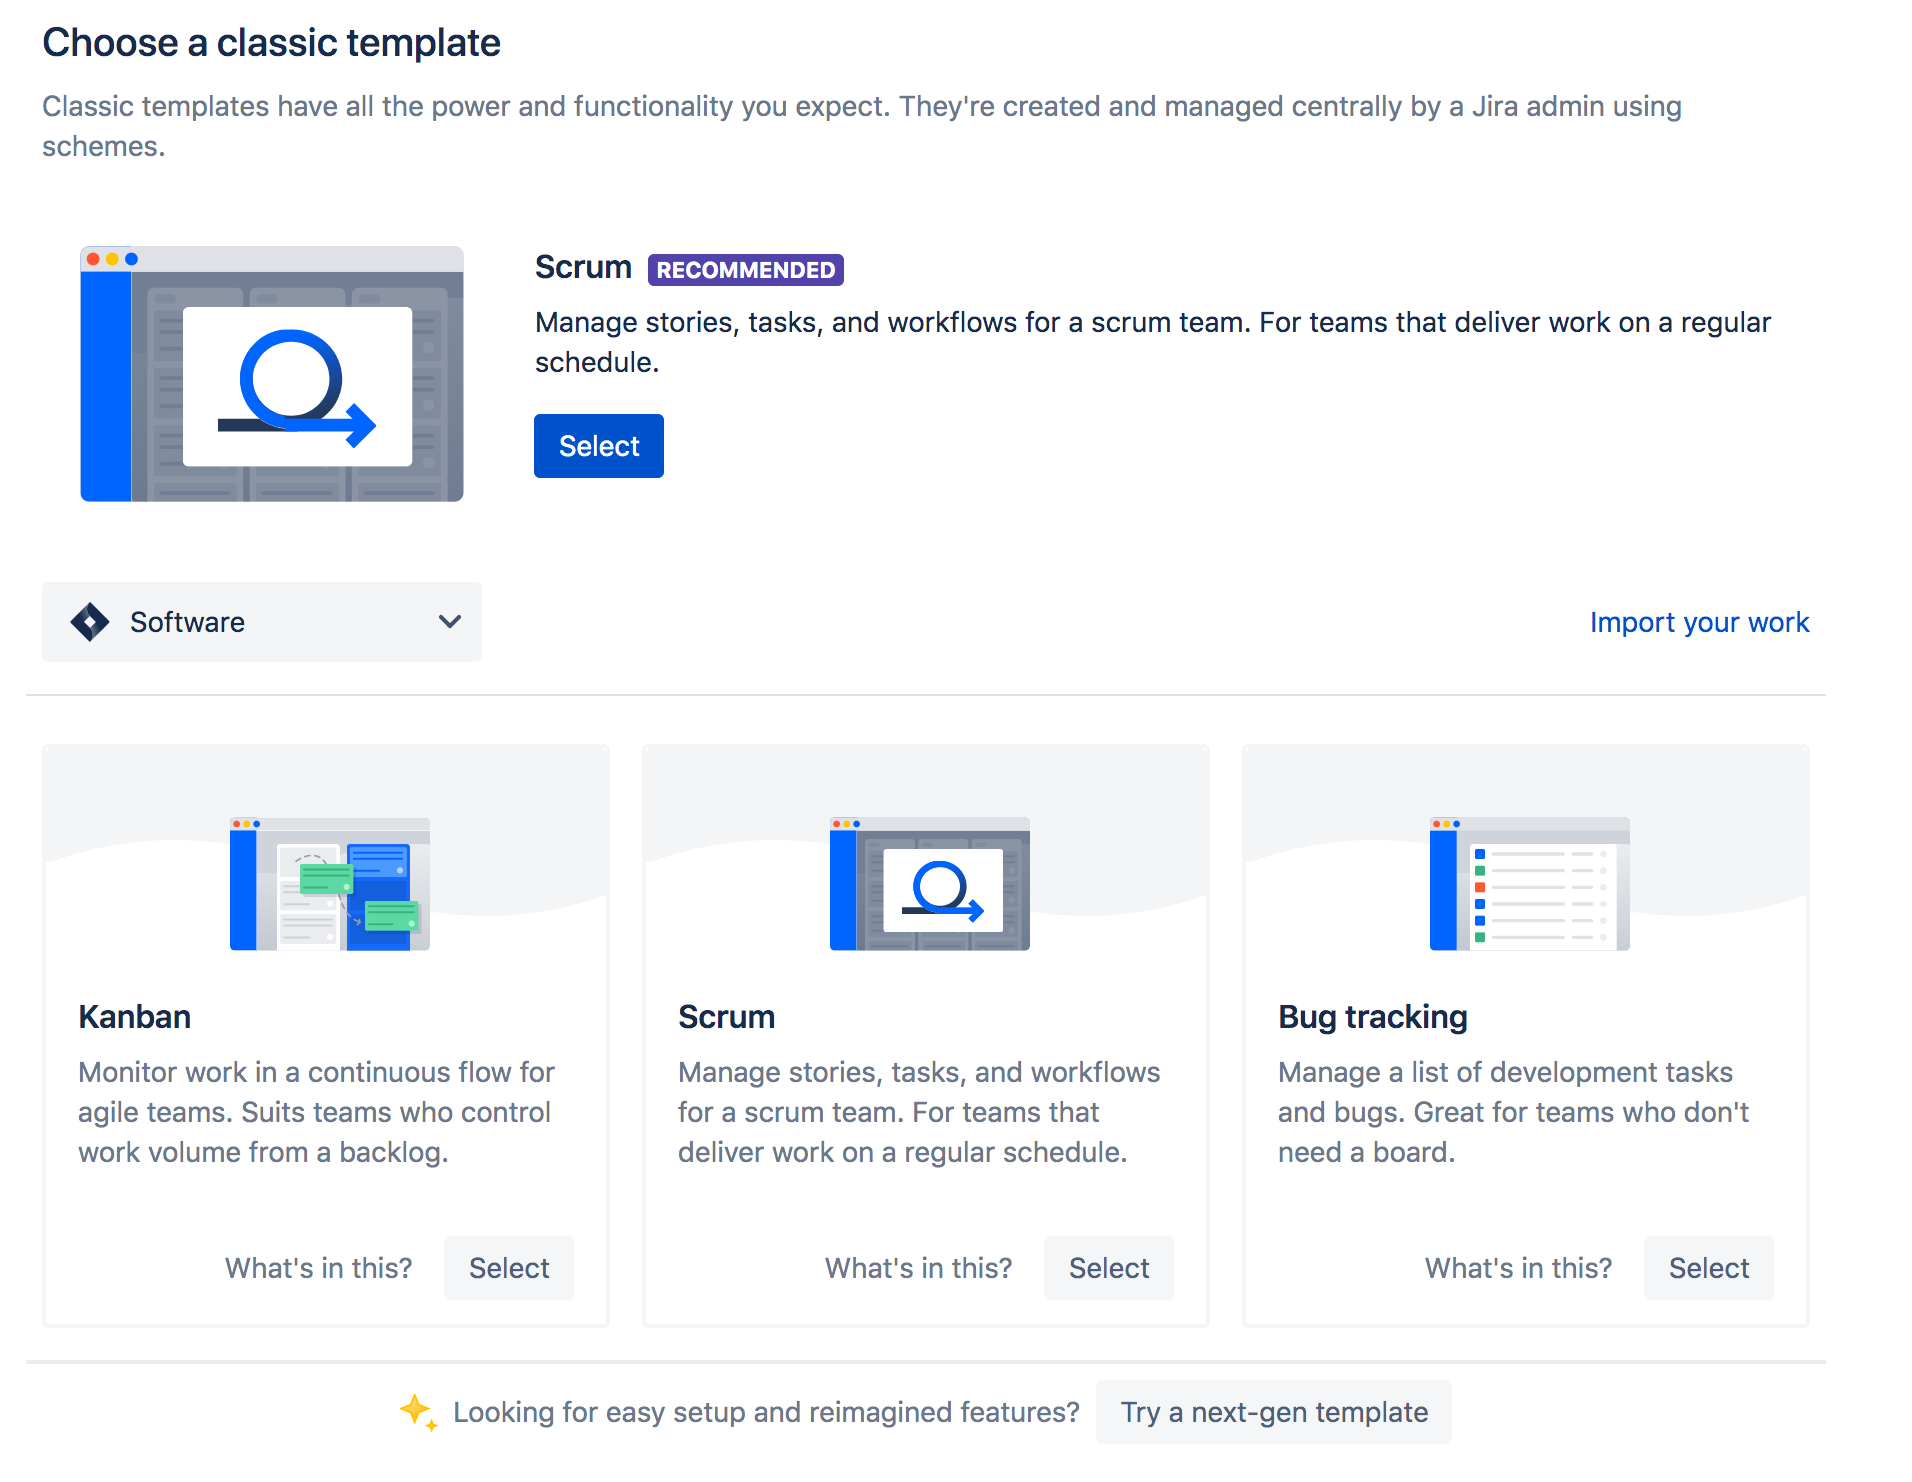 Choose a classic template
Classic templates have all the power and functionality you expect. They're created and managed centrally by a Jira admin using
schemes.
Scrum RECOMMENDED
Manage stories, tasks, and workflows for a scrum team. For teams that deliver work on a regular
schedule.
Select
Software
Import your work
Kanban
Monitor work in a continuous flow for
agile teams. Suits teams who control
work volume from a backlog.
What's in this? Select
Scrum
Manage stories, tasks, and workflows
for a scrum team. For teams that
deliver work on a regular schedule.
What's in this? Select
Bug tracking
Manage a list of development tasks
and bugs. Great for teams who don't
need a board.
What's in this? Select
Looking for easy setup and reimagined features? Try a next-gen template